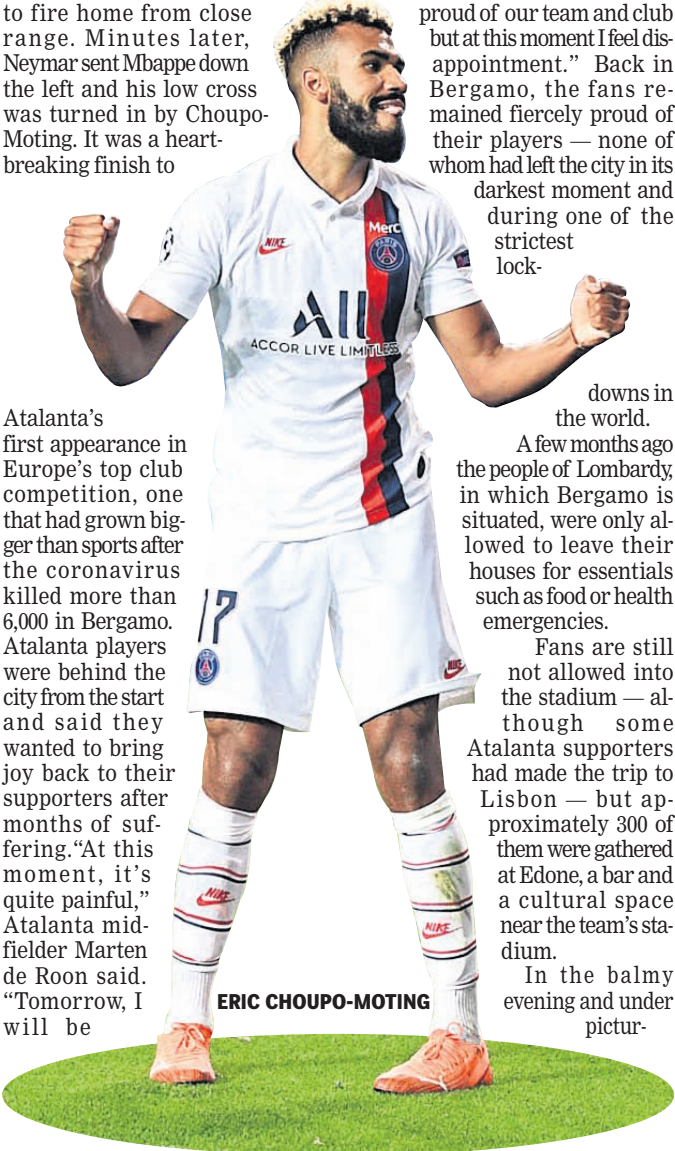 to fire home from close
range. Minutes later,
Neymar sent Mbappe down
the left and his low cross
was turned in by Choupo-
Moting. It was a heart-
breaking finish to
Atalanta's
first appearance in
Europe's top club
competition, one
that had grown big-
ger than sports after
the coronavirus
killed more than
6,000 in Bergamo.
Atalanta players
were behind the
city from the start
and said they
wanted to bring
joy back to their
supporters after
months of suf-
fering.“At this
moment, it's
quite painful,”
Atalanta mid-
fielder Marten
de Roon said.
“Tomorrow, I
will be
proud of our team and club
but at this moment I feel dis-
appointment.” Back in
Bergamo, the fans re-
mained fiercely proud of
their players — none of
whom had left the city in its
darkest moment and
during one of the
strictest
lock-
downs in
the world.
A few months ago
the people of Lombardy,
in which Bergamo is
situated, were only al-
lowed to leave their
houses for essentials
such as food or health
emergencies.
Fans are still
not allowed into
the stadium — al-
though some
Atalanta supporters
had made the trip to
Lisbon — but ap-
proximately 300 of
them were gathered
at Edone, a bar and
a cultural space
near the team's sta-
dium.
In the balmy
evening and under
pictur-
NIKE
Merc
PARIS
ALL
ACCOR LIVE LIMITLESS
17
NIKE
NIKE
NIKE
ERIC CHOUPO-MOTING